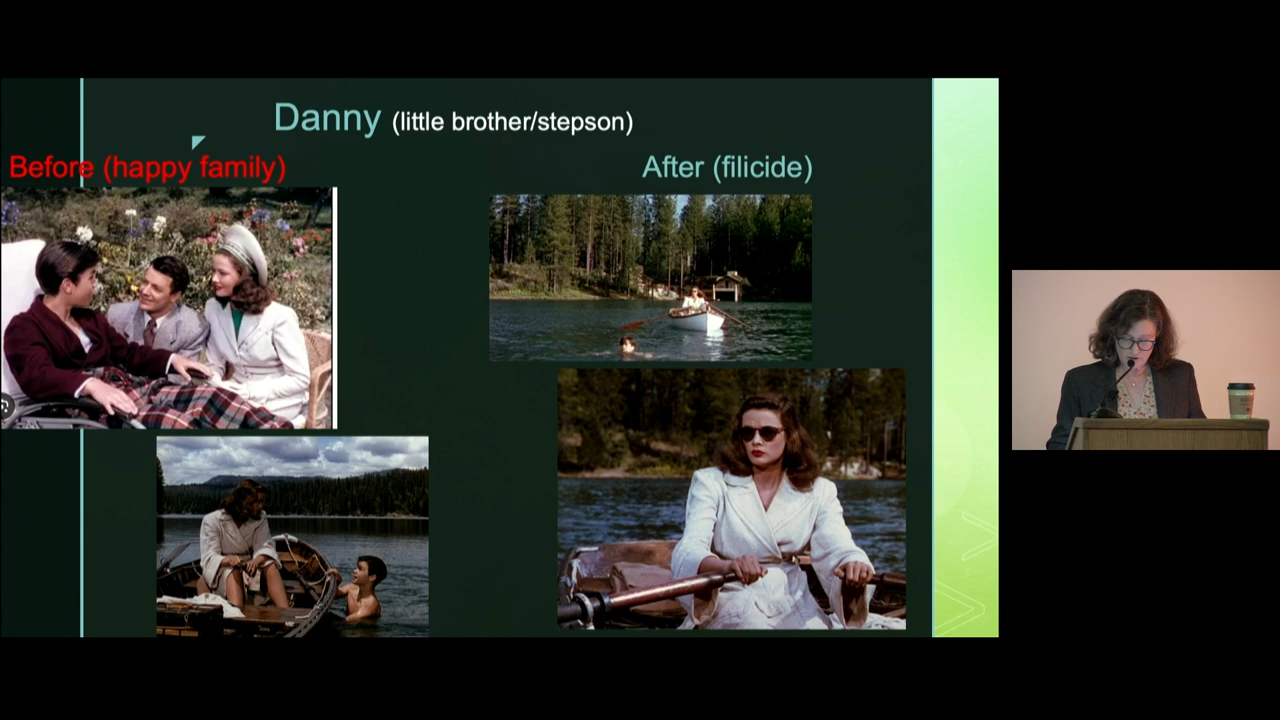 Danny (little brother/stepson)
Before (happy family)
After (filicide)